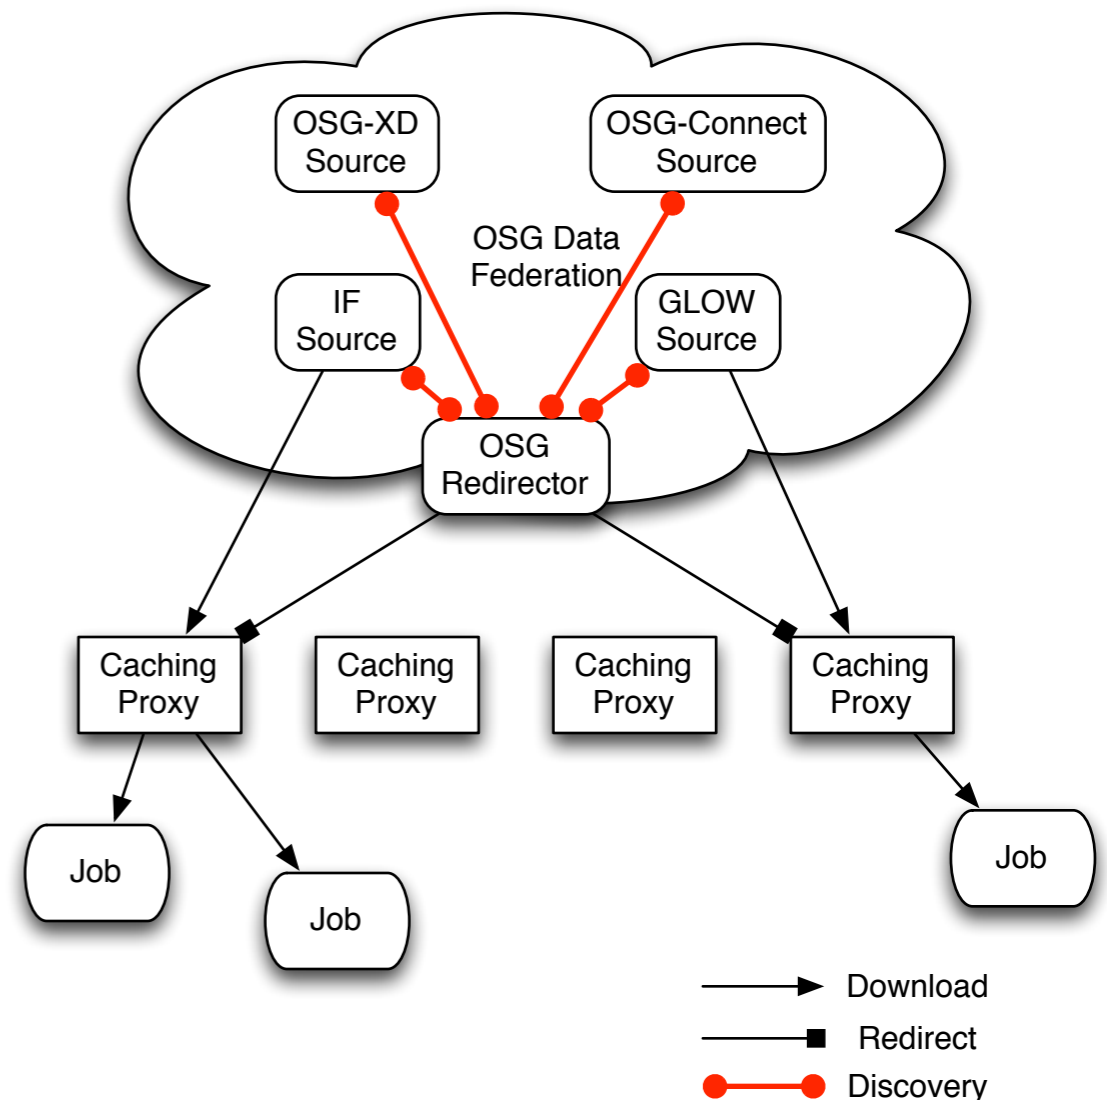 OSG-XD
Source
OSG-Connect
Source
OSG Data
Federation
IF
Source
GLOW
Source
OSG
Redirector
Caching
Proxy
Caching
Proxy
Caching
Proxy
Caching
Proxy
Job
Job
Job
Download
Redirect
Discovery